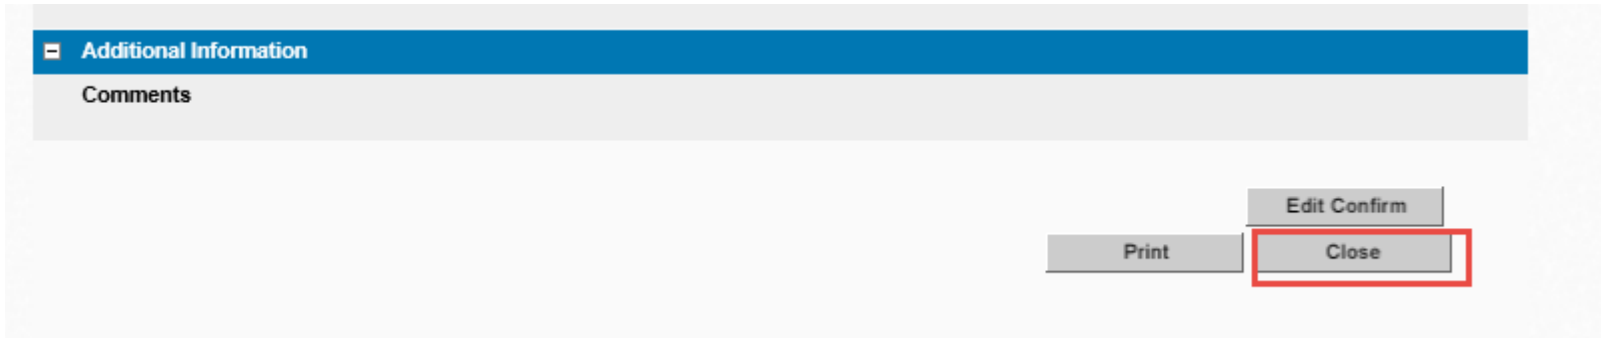 Additional Information
Comments
Edit Confirm
Print Close